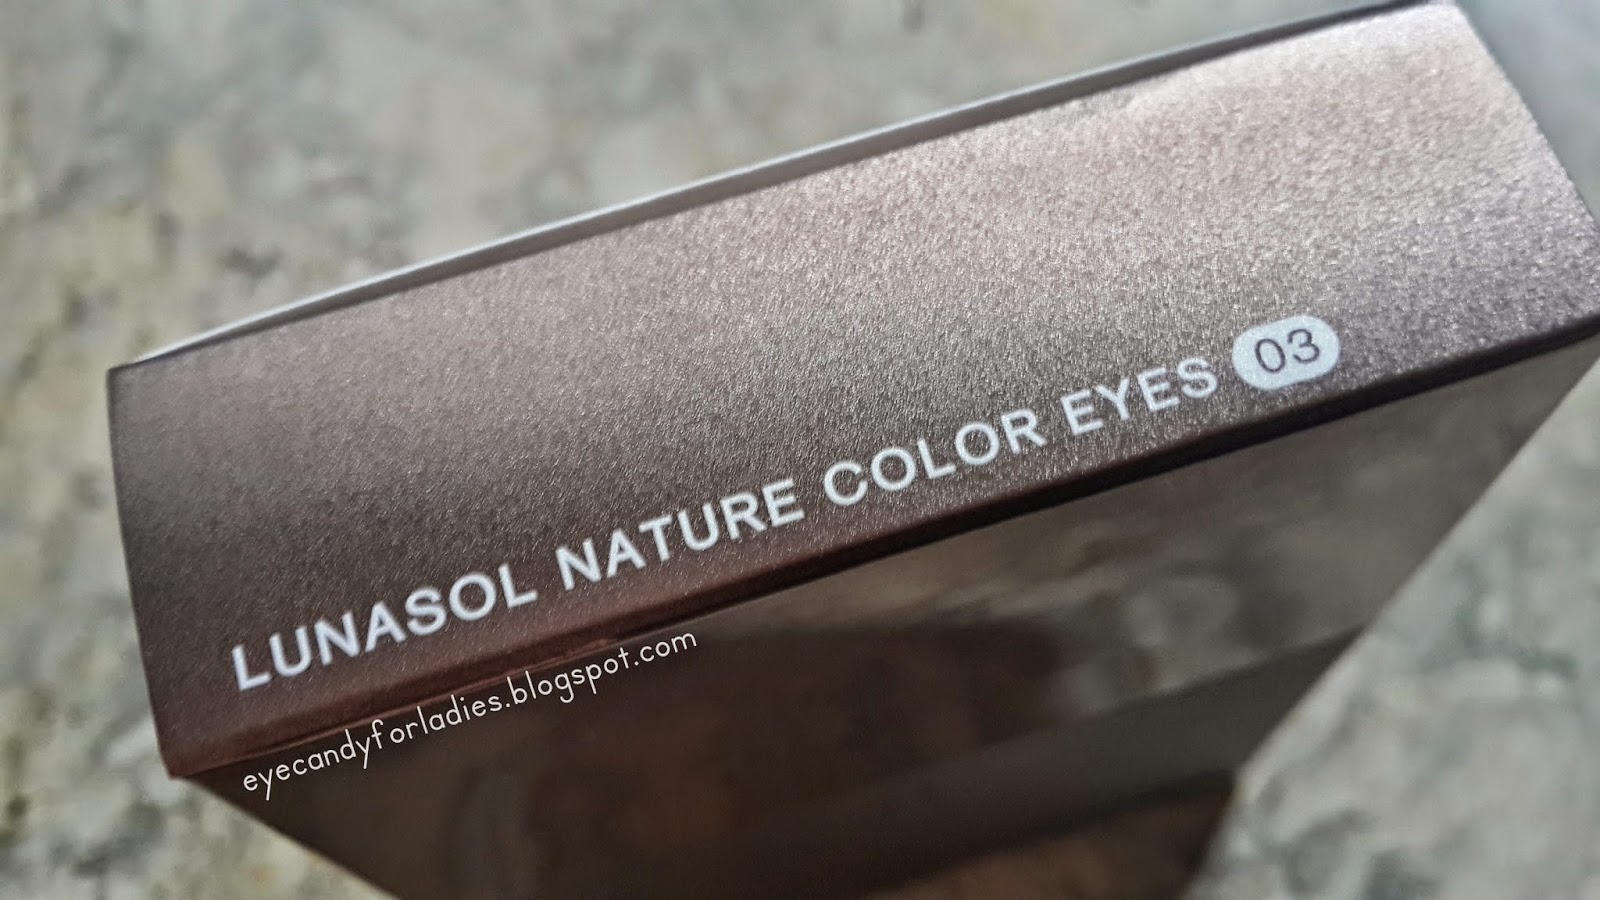 LUNASOL NATURE COLOR EYES 03
eyecandyforladies.blogspot.com